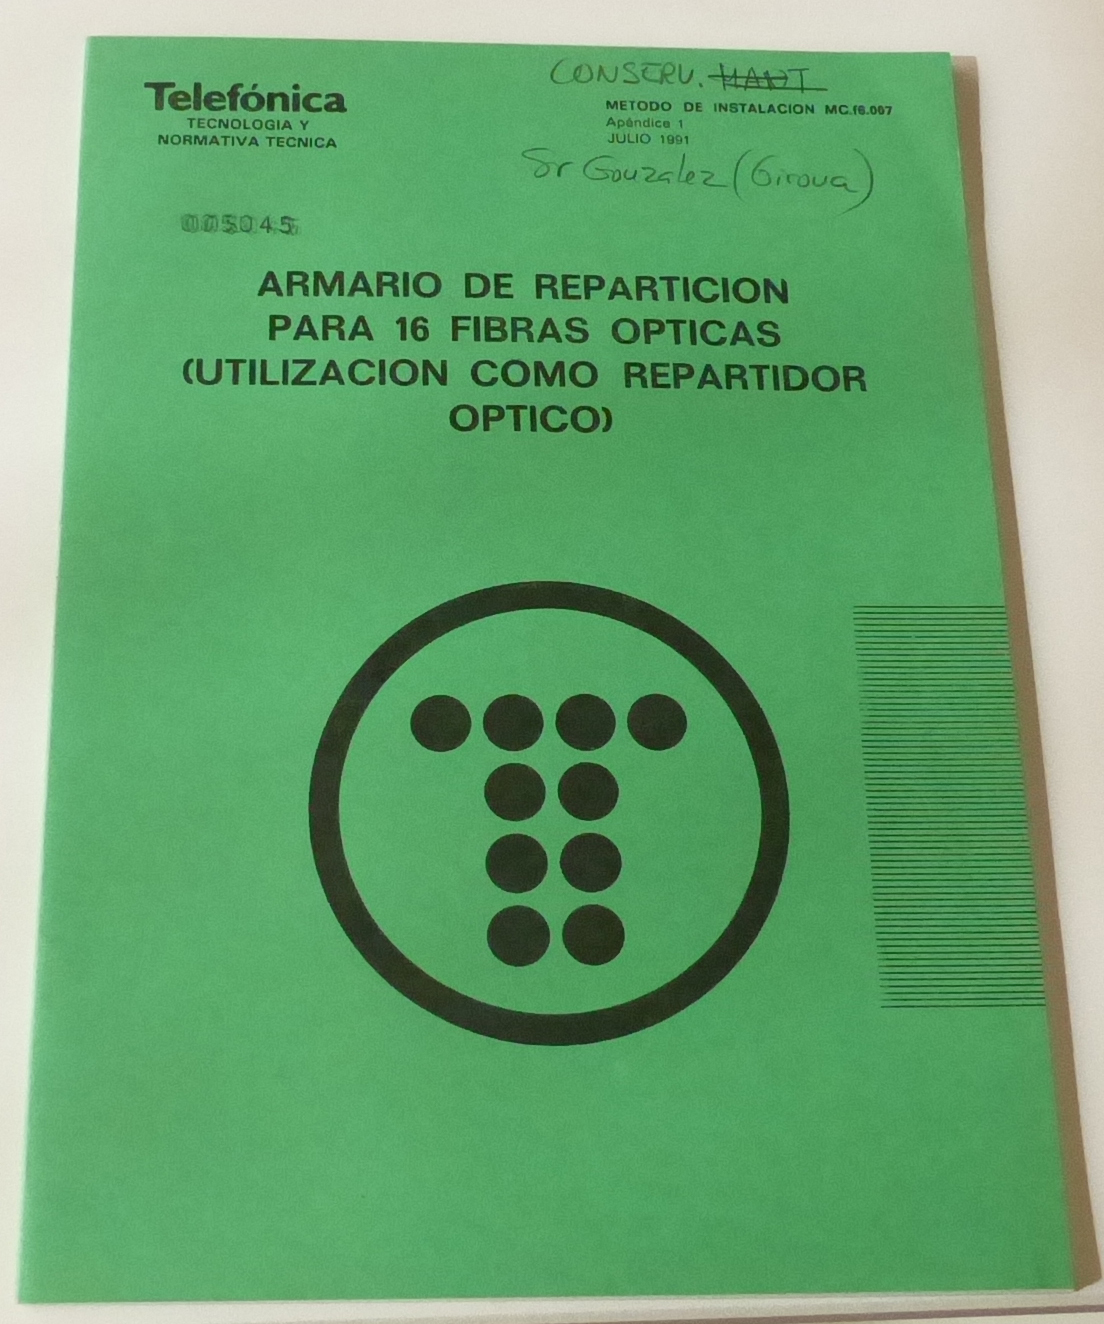 Telefónica
TECNOLOGIA Y
NORMATIVA TECNICA
CONSERV. MANT
METODO DE INSTALACION MC.f6.007
Apéndice 1
JULIO 1991
Sr Gonzalez (Girona)
005045
ARMARIO DE REPARTICION
PARA 16 FIBRAS OPTICAS
(UTILIZACION COMO REPARTIDOR
OPTICO)